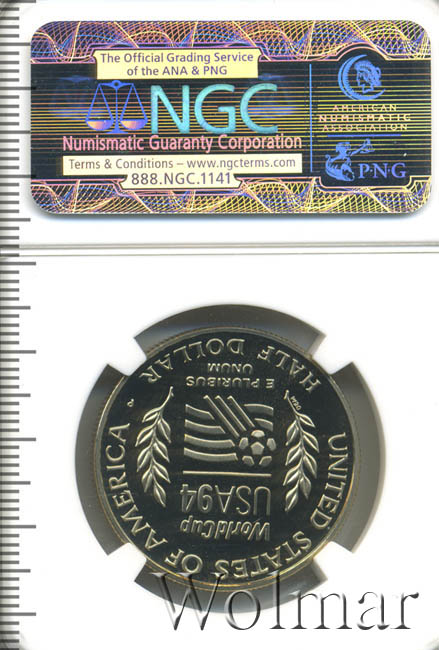 The Official Grading Service
of the ANA & PNG
NGC
Numismatic Guaranty Corporation
Terms & Conditions – www.ngcterms.com
888.NGC.1141
AMERICAN
NUMISMATIC
ASSOCIATION
P·N·G
UNITED STATES OF AMERICA
HALF DOLLAR
E PLURIBUS
UNUM
P
WorldCup
USA94
Wolmar